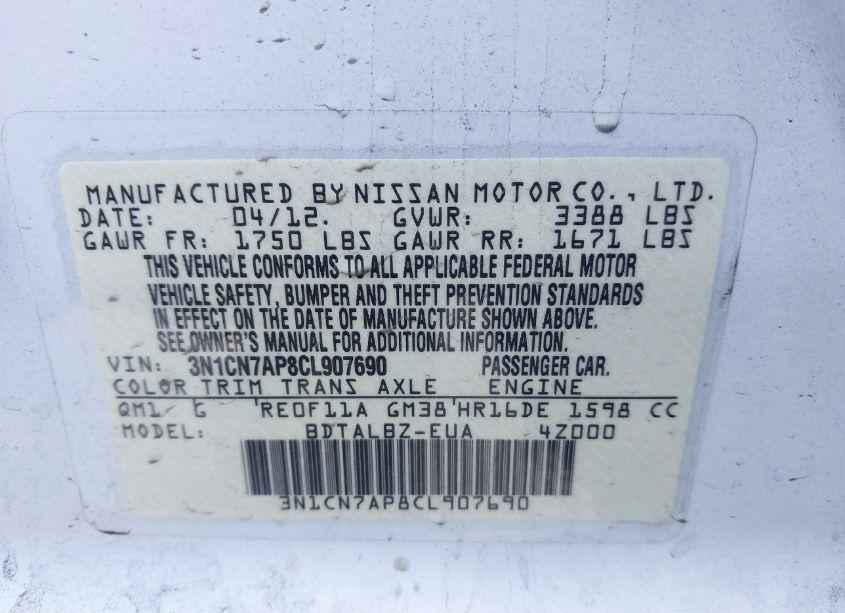 MANUFACTURED BY NISSAN MOTOR CO., LTD.
DATE: 04/12. GVWR: 3388 LBS
GAWR FR: 1750 LBS GAWR RR: 1671 LBS
THIS VEHICLE CONFORMS TO ALL APPLICABLE FEDERAL MOTOR
VEHICLE SAFETY, BUMPER AND THEFT PREVENTION STANDARDS
IN EFFECT ON THE DATE OF MANUFACTURE SHOWN ABOVE.
SEE OWNER'S MANUAL FOR ADDITIONAL INFORMATION.
VIN: 3N1CN7AP8CL907690 PASSENGER CAR.
COLOR TRIM TRANS AXLE ENGINE
QM1 G RE0F11A GM38 HR16DE 1598 CC
MODEL: BDTALBZ-EUA 4Z000
3N1CN7AP8CL907690